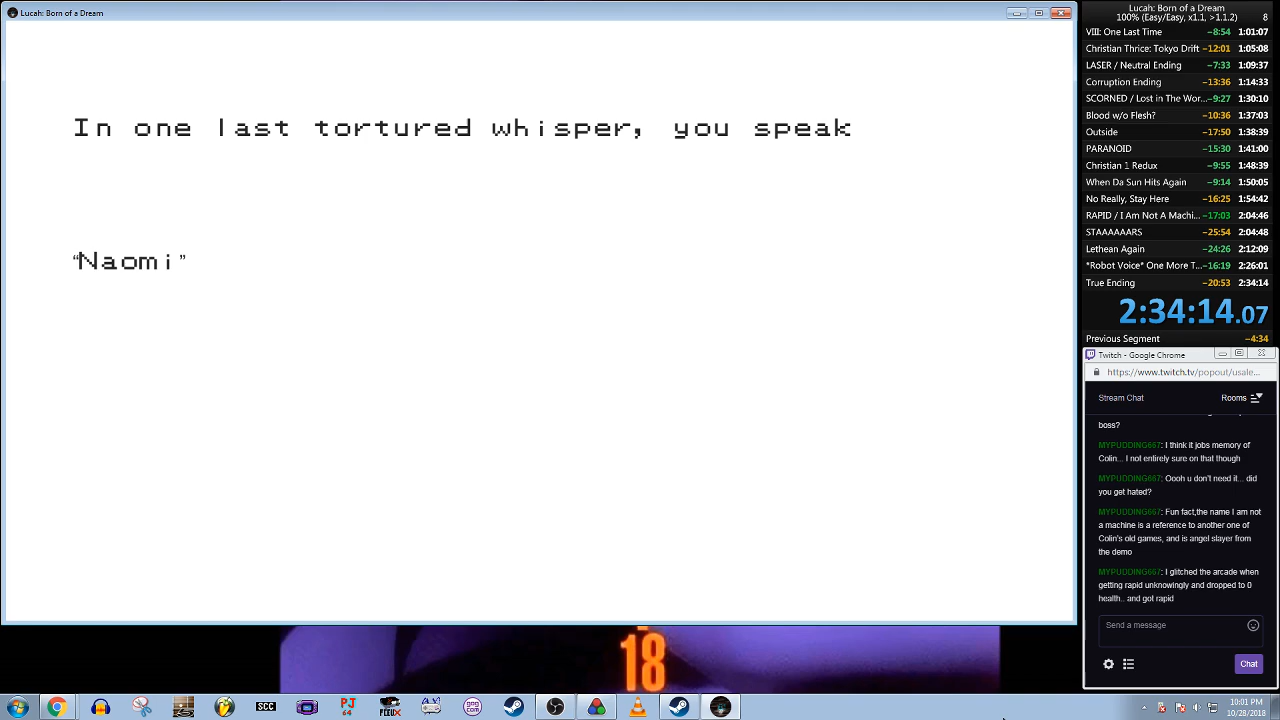 Lucah: Born of a Dream
In one last tortured whisper, you speak
“Naomi”
Lucah: Born of a Dream
100% (Easy/Easy, x1.1, >1.1.2) 8
VIII: One Last Time −8:54 1:01:07
Christian Thrice: Tokyo Drift −12:01 1:05:08
LASER / Neutral Ending −7:33 1:09:37
Corruption Ending −13:36 1:14:33
SCORNED / Lost in The Wor... −9:27 1:30:10
Blood w/o Flesh? −10:36 1:37:03
Outside −17:50 1:38:39
PARANOID −15:30 1:41:00
Christian 1 Redux −9:55 1:48:39
When Da Sun Hits Again −9:14 1:50:05
No Really, Stay Here −16:25 1:54:42
RAPID / I Am Not A Machi... −17:03 2:04:46
STAAAAAARS −25:54 2:04:48
Lethean Again −24:26 2:12:09
*Robot Voice* One More T... −16:19 2:26:01
True Ending −20:53 2:34:14
2:34:14.07
Previous Segment −4:34
Twitch - Google Chrome
https://www.twitch.tv/popout/usale...
Stream Chat Rooms
boss?
MYPUDDING667: I think it jobs memory of
Colin... I not entirely sure on that though
MYPUDDING667: Oooh u don't need it... did
you get hated?
MYPUDDING667: Fun fact,the name I am not
a machine is a reference to another one of
Colin's old games, and is angel slayer from
the demo
MYPUDDING667: I glitched the arcade when
getting rapid unknowingly and dropped to 0
health.. and got rapid
Send a message
Chat
18
SCC
PJ
64
10:01 PM
10/28/2018